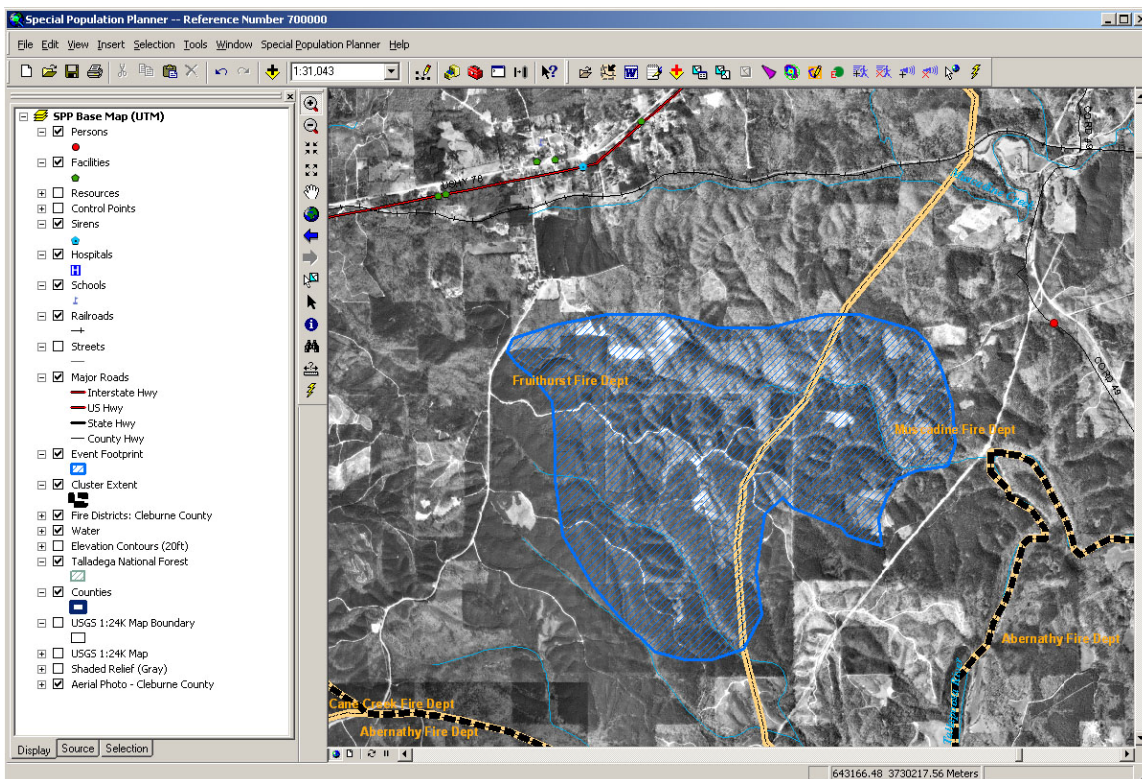 Special Population Planner -- Reference Number 700000
File Edit View Insert Selection Tools Window Special Population Planner Help
1:31,043
SPP Base Map (UTM)
Persons
Facilities
Resources
Control Points
Sirens
Hospitals
H
Schools
Railroads
Streets
Major Roads
Interstate Hwy
US Hwy
State Hwy
County Hwy
Event Footprint
Cluster Extent
Fire Districts: Cleburne County
Water
Elevation Contours (20ft)
Talladega National Forest
Counties
USGS 1:24K Map Boundary
USGS 1:24K Map
Shaded Relief (Gray)
Aerial Photo - Cleburne County
Display Source Selection
CORD 49
Fruithurst Fire Dept
Muscadine Fire Dept
Abernathy Fire Dept
Cane Creek Fire Dept
Abernathy Fire Dept
643166.48 3730217.56 Meters